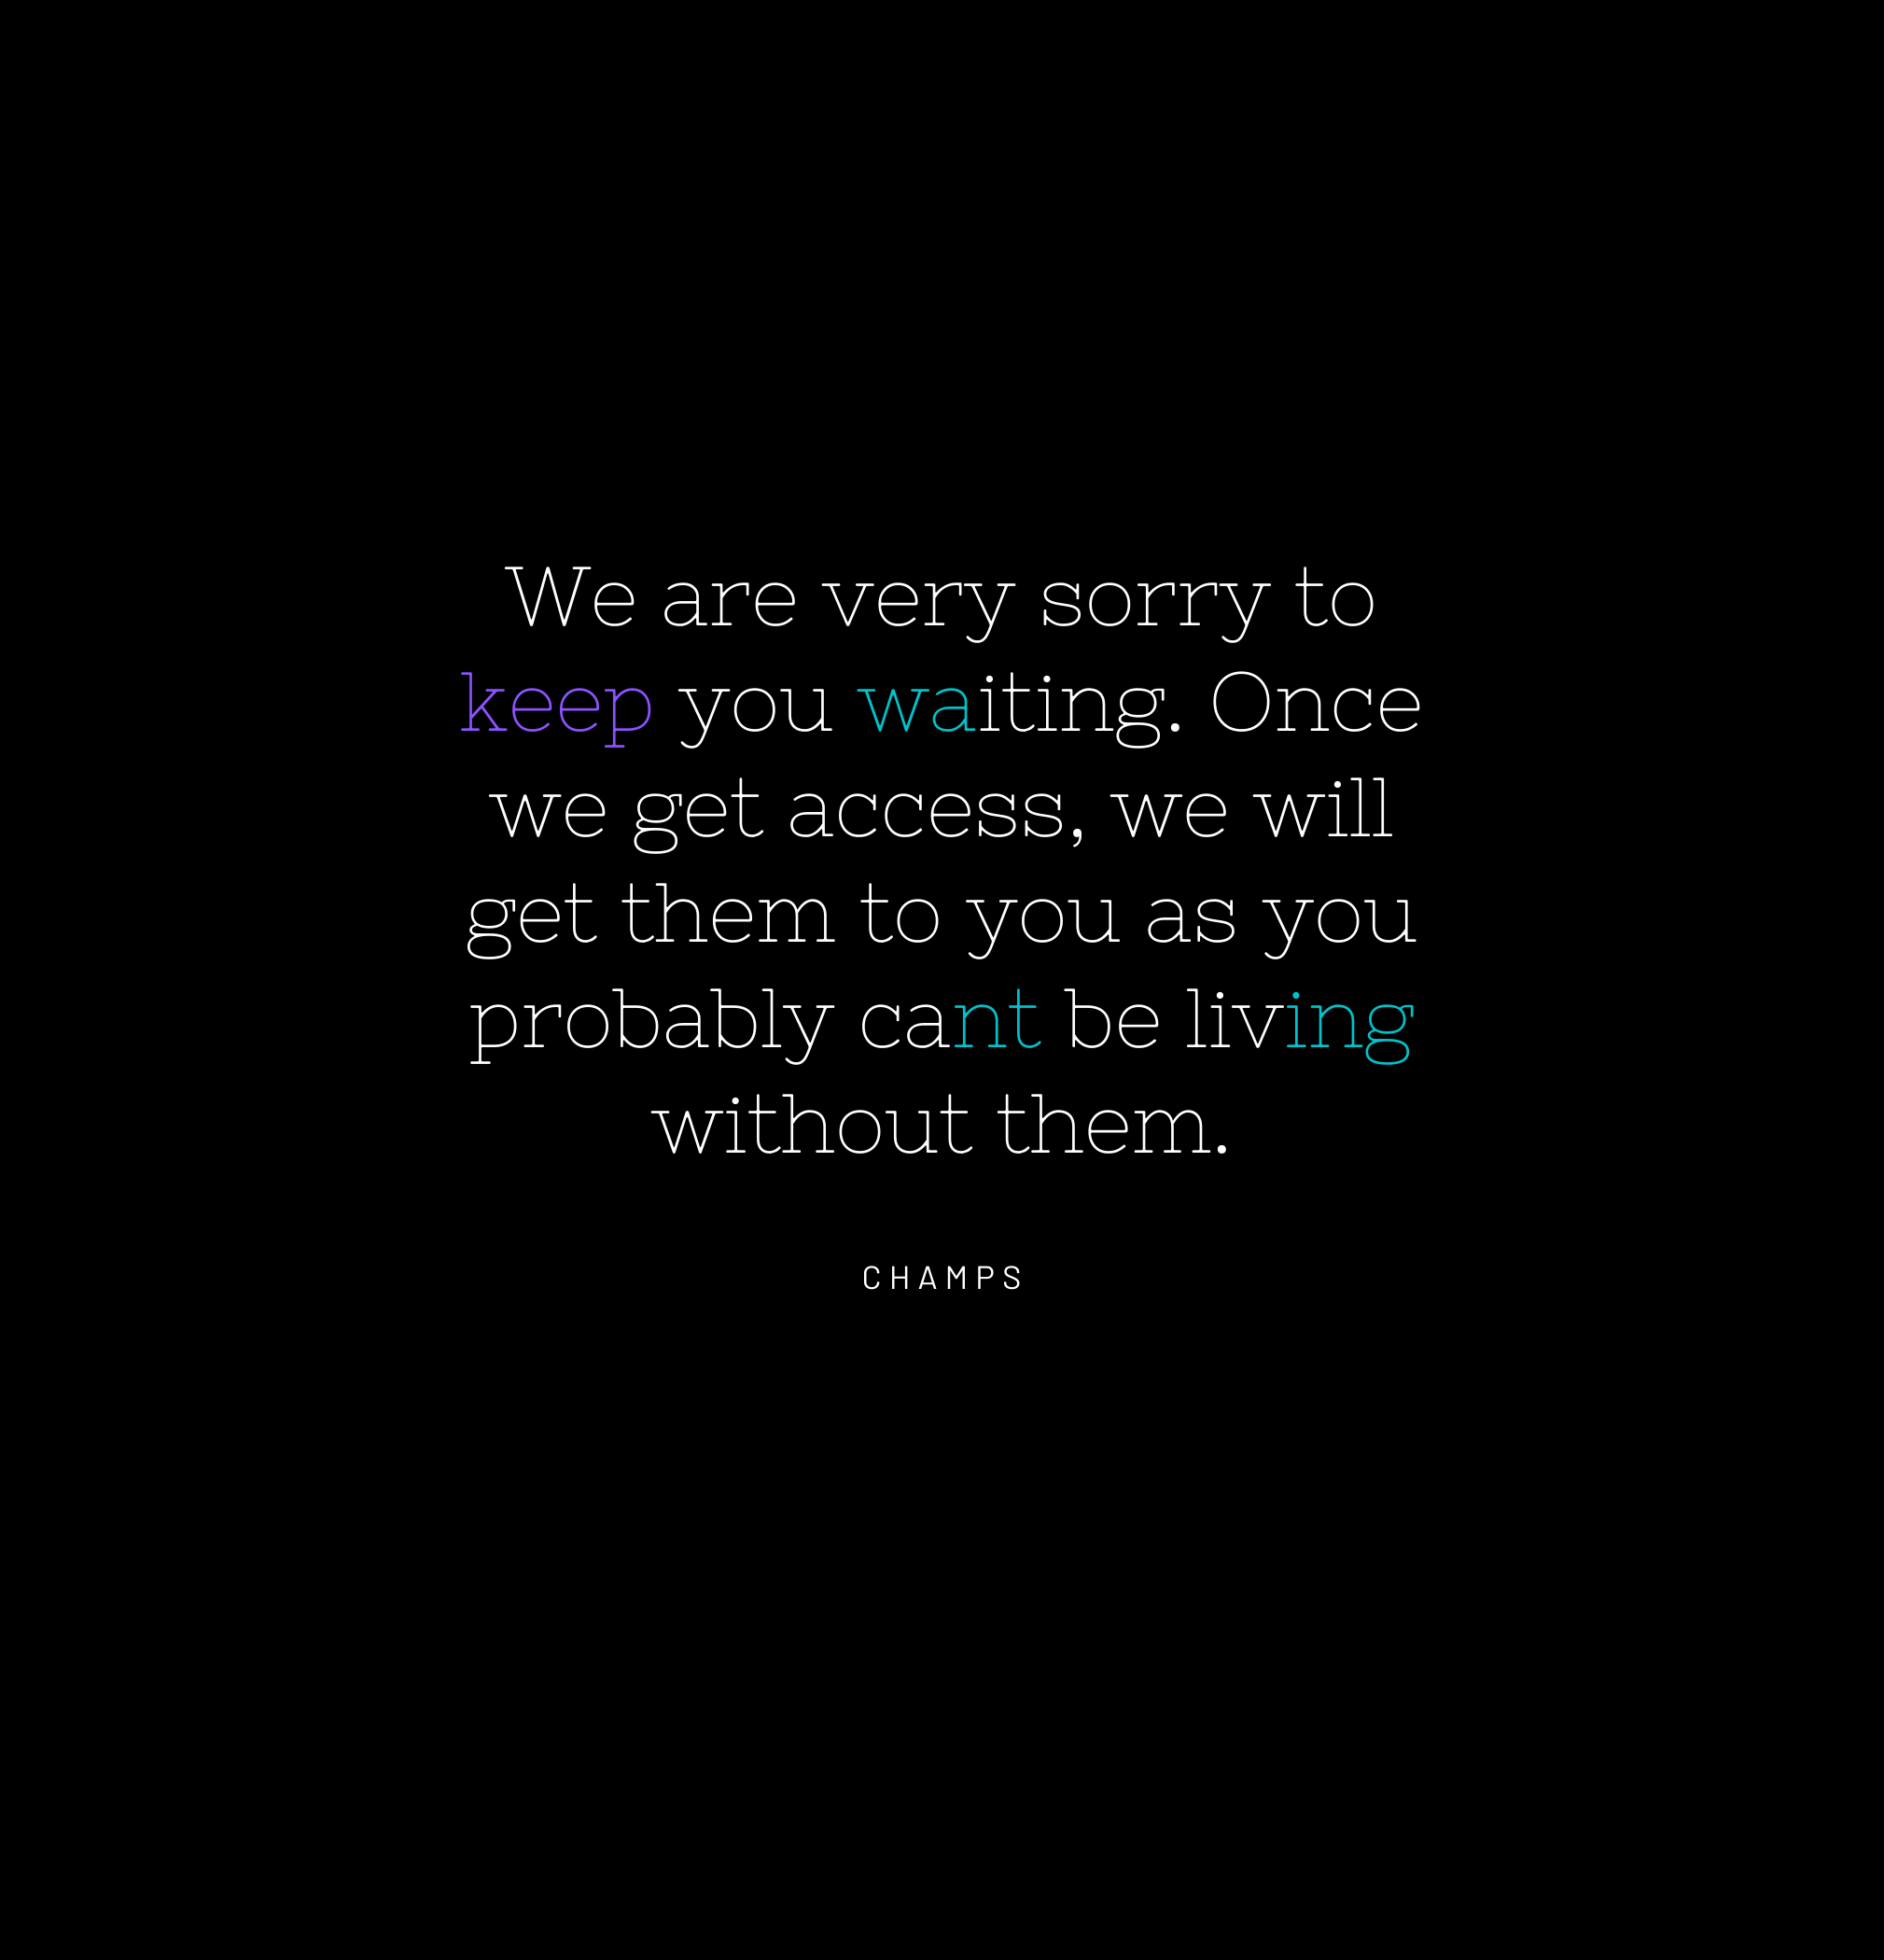 We are very sorry to
keep you waiting. Once
we get access, we will
get them to you as you
probably cant be living
without them.
CHAMPS